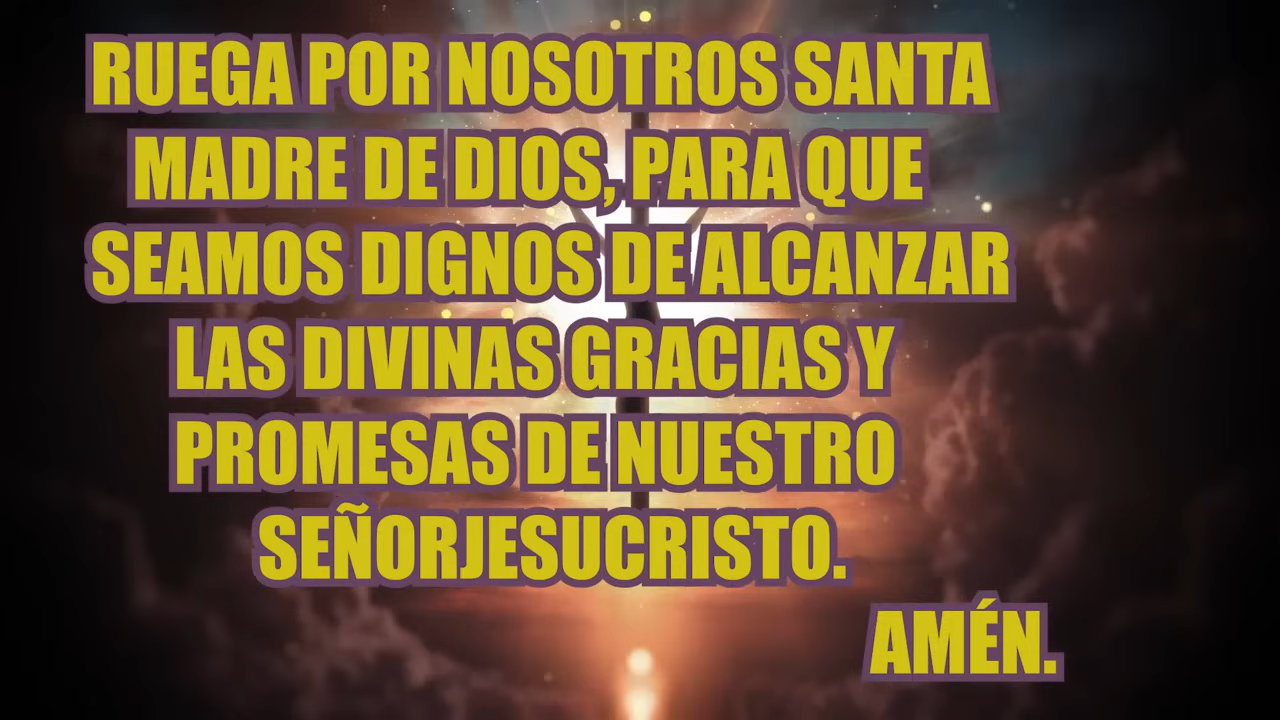 RUEGA POR NOSOTROS SANTA
MADRE DE DIOS, PARA QUE
SEAMOS DIGNOS DE ALCANZAR
LAS DIVINAS GRACIAS Y
PROMESAS DE NUESTRO
SEÑORJESUCRISTO.
AMÉN.